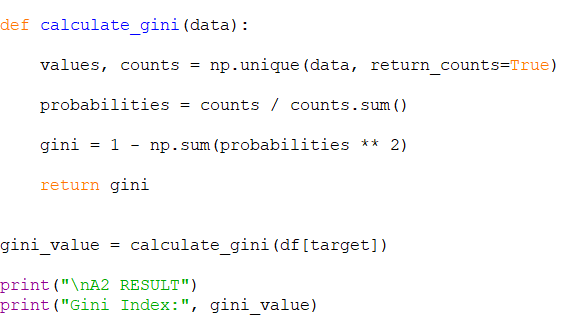 def calculate_gini(data):
    values, counts = np.unique(data, return_counts=True)
    probabilities = counts / counts.sum()
    gini = 1 - np.sum(probabilities ** 2)
    return gini
gini_value = calculate_gini(df[target])
print("\nA2 RESULT")
print("Gini Index:", gini_value)